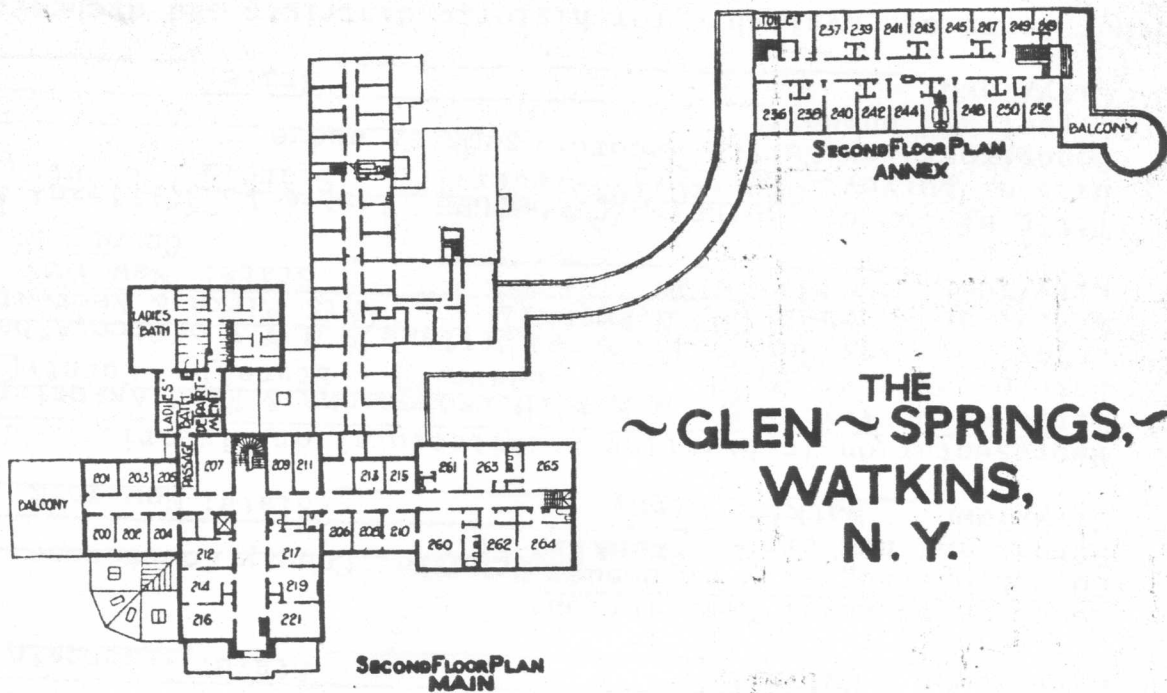 TOILET
237 239 241 243 245 247 249
236 238 240 242 244 248 250 252
BALCONY
SECOND FLOOR PLAN
ANNEX
LADIES
BATH
LADIES'
BATH
DEPART-
MENT
PASSAGE
201 203 205 207 209 211 213 215 261 263 265
BALCONY
200 202 204 206 208 210 260 262 264
212 217
214 219
216 221
SECOND FLOOR PLAN
MAIN
THE
~ GLEN ~ SPRINGS, ~
WATKINS,
N. Y.